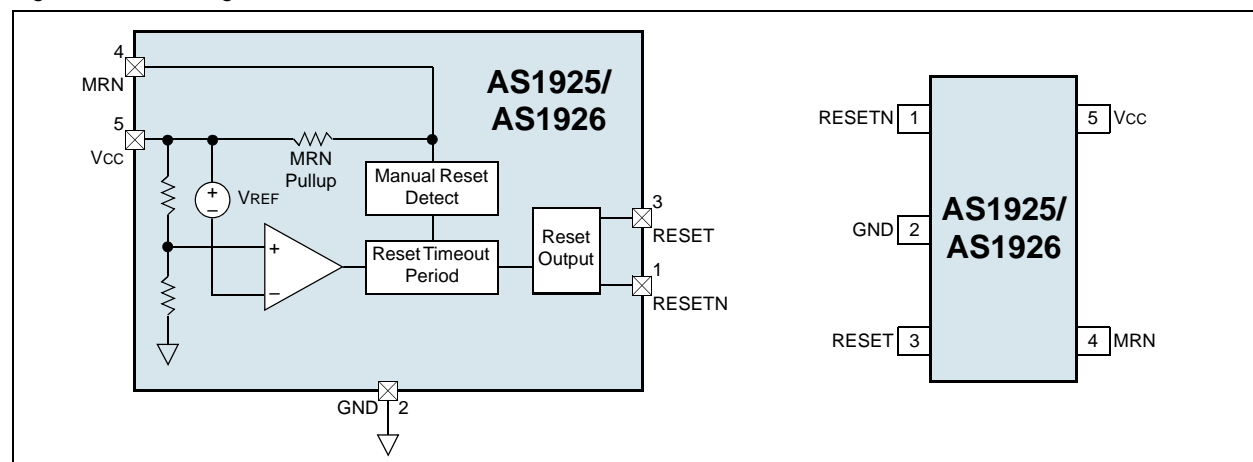 4
MRN
5
VCC
MRN
Pullup
VREF
+
–
+
–
AS1925/
AS1926
Manual Reset
Detect
Reset Timeout
Period
Reset
Output
3
RESET
1
RESETN
GND 2
AS1925/
AS1926
RESETN 1
GND 2
RESET 3
5 VCC
4 MRN